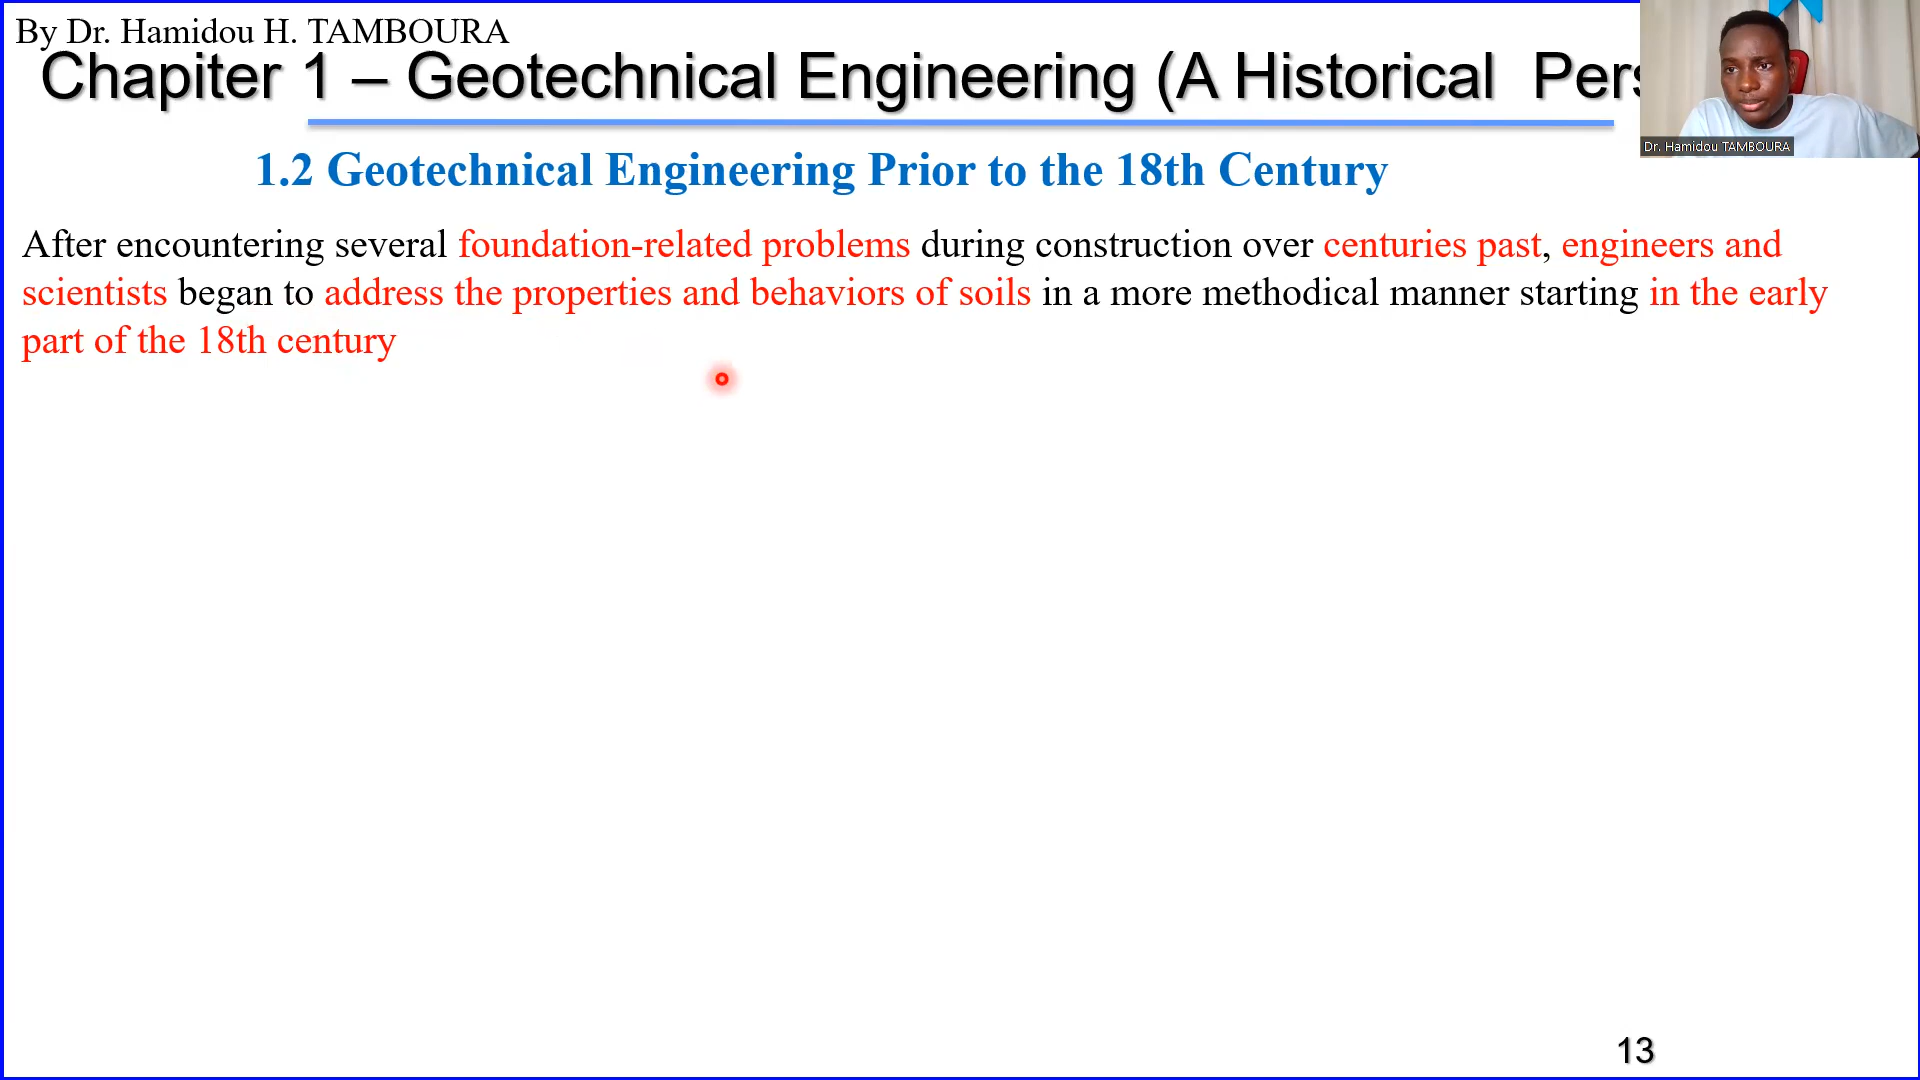 By Dr. Hamidou H. TAMBOURA
Chapiter 1 – Geotechnical Engineering (A Historical Pers
Dr. Hamidou TAMBOURA
1.2 Geotechnical Engineering Prior to the 18th Century
After encountering several foundation-related problems during construction over centuries past, engineers and
scientists began to address the properties and behaviors of soils in a more methodical manner starting in the early
part of the 18th century
13